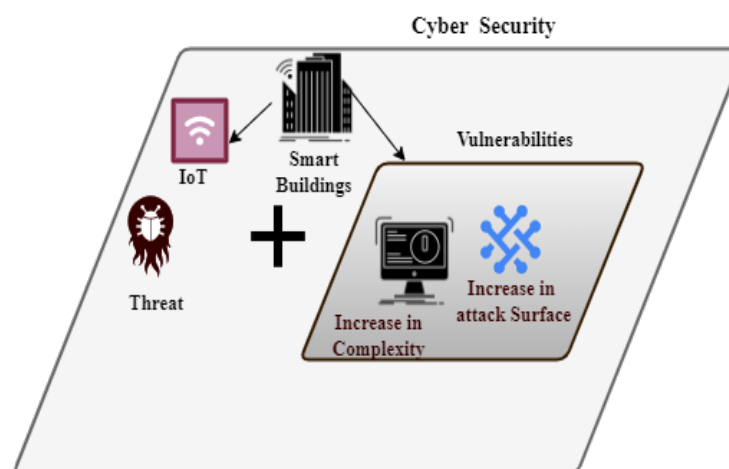 Cyber Security
IoT
Smart
Buildings
Vulnerabilities
Threat
Increase in
Complexity
Increase in
attack Surface